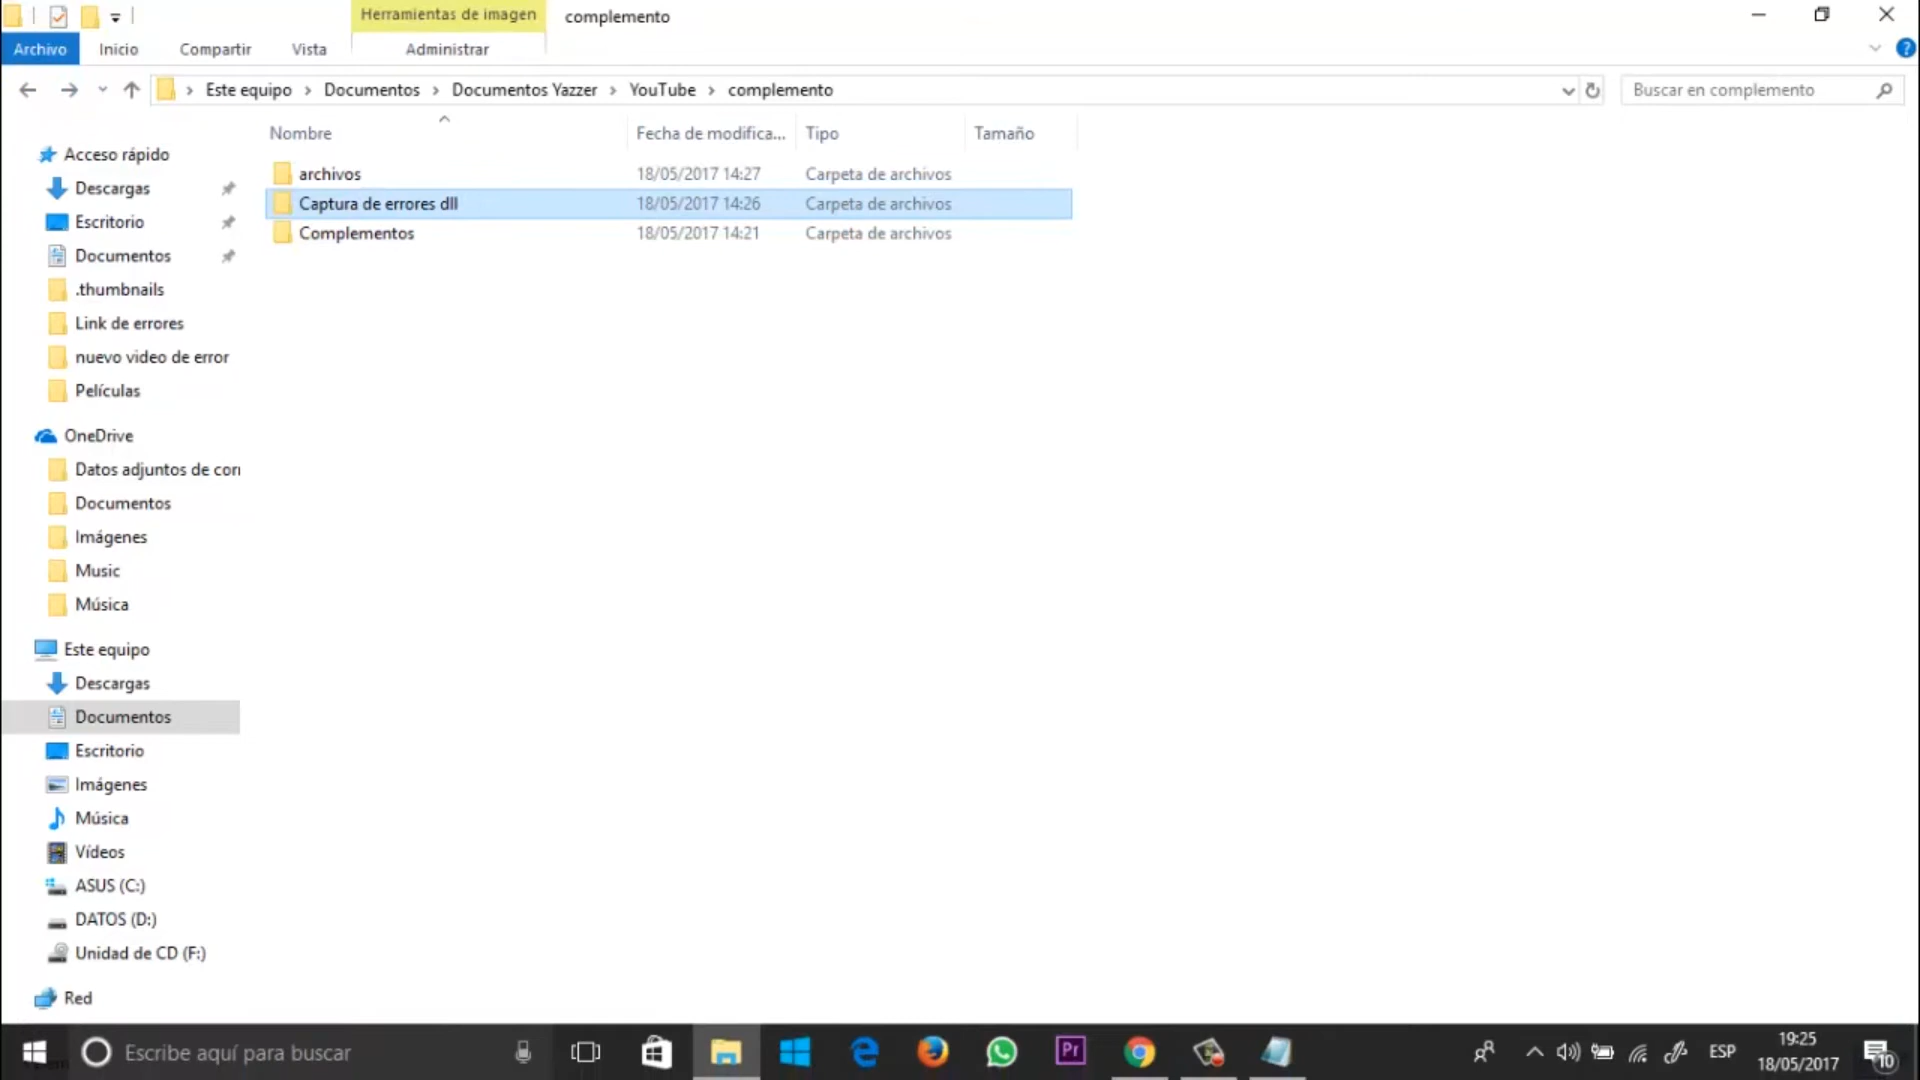 Herramientas de imagen
complemento
Archivo
Inicio
Compartir
Vista
Administrar
Este equipo
Documentos
Documentos Yazzer
YouTube
complemento
Buscar en complemento
Nombre
Fecha de modifica...
Tipo
Tamaño
archivos
18/05/2017 14:27
Carpeta de archivos
Captura de errores dll
18/05/2017 14:26
Carpeta de archivos
Complementos
18/05/2017 14:21
Carpeta de archivos
Acceso rápido
Descargas
Escritorio
Documentos
.thumbnails
Link de errores
nuevo video de error
Películas
OneDrive
Datos adjuntos de
Documentos
Imágenes
Music
Música
Este equipo
Descargas
Documentos
Escritorio
Imágenes
Música
Vídeos
ASUS (C:)
DATOS (D:)
Unidad de CD (F:)
Red
Escribe aquí para buscar
Pr
ESP
19:25
18/05/2017
10